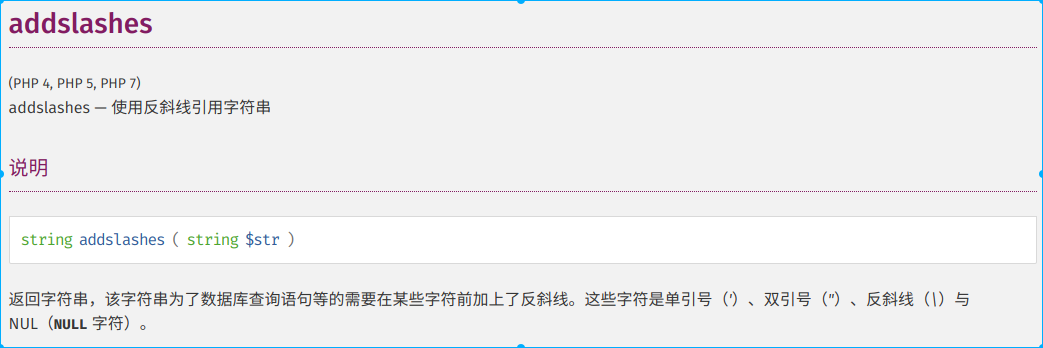 addslashes
(PHP 4, PHP 5, PHP 7)
addslashes — 使用反斜线引用字符串
说明
string addslashes ( string $str )
返回字符串，该字符串为了数据库查询语句等的需要在某些字符前加上了反斜线。这些字符是单引号（'）、双引号（"）、反斜线（\）与
NUL（NULL 字符）。